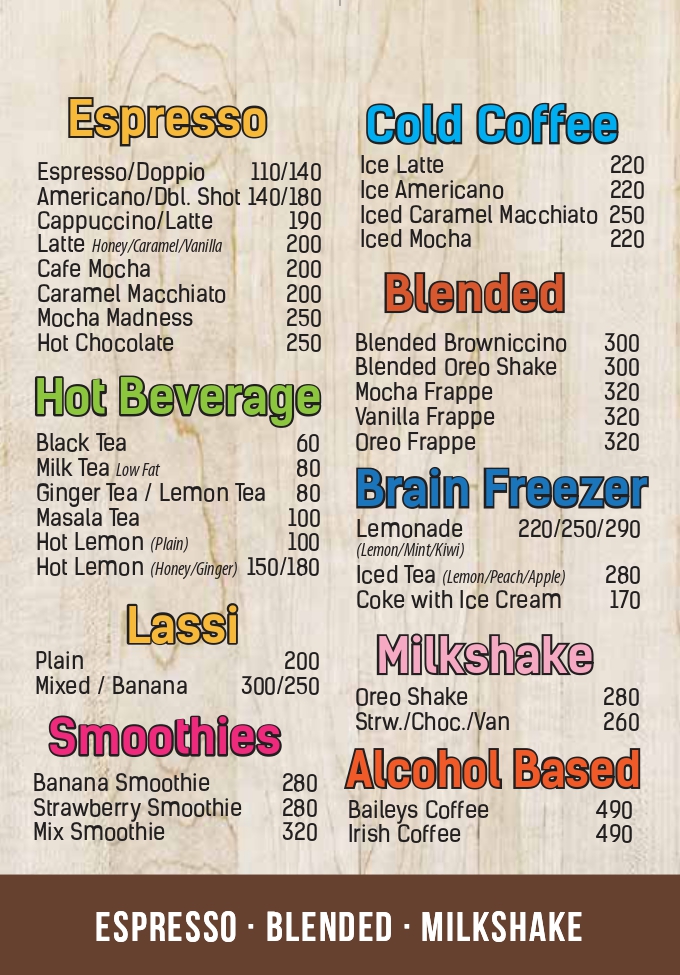 Espresso
Espresso/Doppio 110/140
Americano/Dbl. Shot 140/180
Cappuccino/Latte 190
Latte Honey/Caramel/Vanilla 200
Cafe Mocha 200
Caramel Macchiato 200
Mocha Madness 250
Hot Chocolate 250
Hot Beverage
Black Tea 60
Milk Tea Low Fat 80
Ginger Tea / Lemon Tea 80
Masala Tea 100
Hot Lemon (Plain) 100
Hot Lemon (Honey/Ginger) 150/180
Lassi
Plain 200
Mixed / Banana 300/250
Smoothies
Banana Smoothie 280
Strawberry Smoothie 280
Mix Smoothie 320
Cold Coffee
Ice Latte 220
Ice Americano 220
Iced Caramel Macchiato 250
Iced Mocha 220
Blended
Blended Browniccino 300
Blended Oreo Shake 300
Mocha Frappe 320
Vanilla Frappe 320
Oreo Frappe 320
Brain Freezer
Lemonade 220/250/290
(Lemon/Mint/Kiwi)
Iced Tea (Lemon/Peach/Apple) 280
Coke with Ice Cream 170
Milkshake
Oreo Shake 280
Strw./Choc./Van 260
Alcohol Based
Baileys Coffee 490
Irish Coffee 490
ESPRESSO · BLENDED · MILKSHAKE